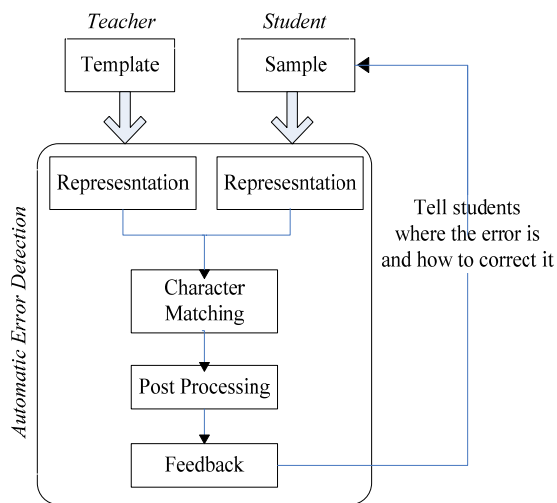 Teacher
Student
Template
Sample
Represesntation
Represesntation
Tell students
where the error is
and how to correct it
Automatic Error Detection
Character
Matching
Post Processing
Feedback